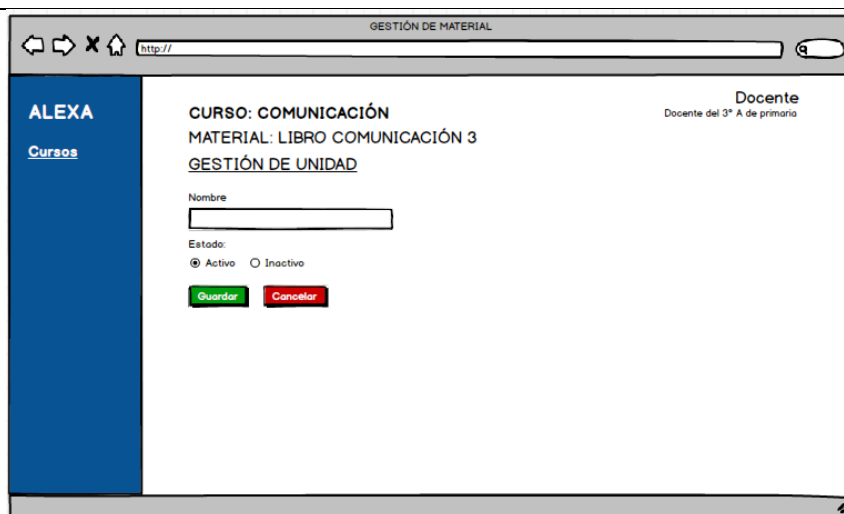 GESTIÓN DE MATERIAL
http://
ALEXA
Cursos
Docente
Docente del 3° A de primaria
CURSO: COMUNICACIÓN
MATERIAL: LIBRO COMUNICACIÓN 3
GESTIÓN DE UNIDAD
Nombre
Estado:
Activo Inactivo
Guardar Cancelar